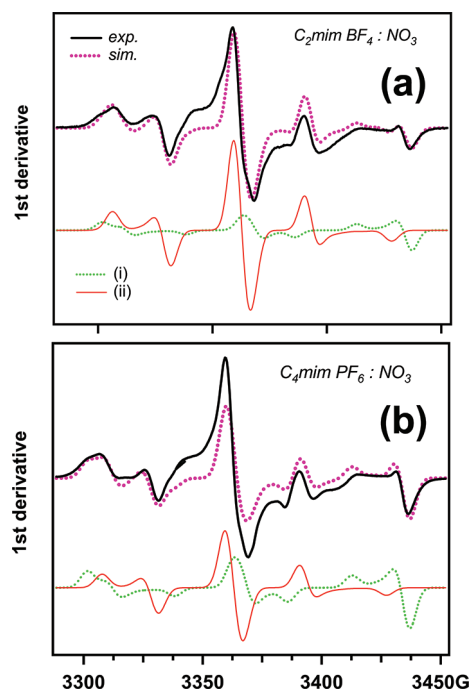 exp.
sim.
C2mim BF4 : NO3
(a)
1st derivative
(i)
(ii)
C4mim PF6 : NO3
(b)
1st derivative
3300 3350 3400 3450G